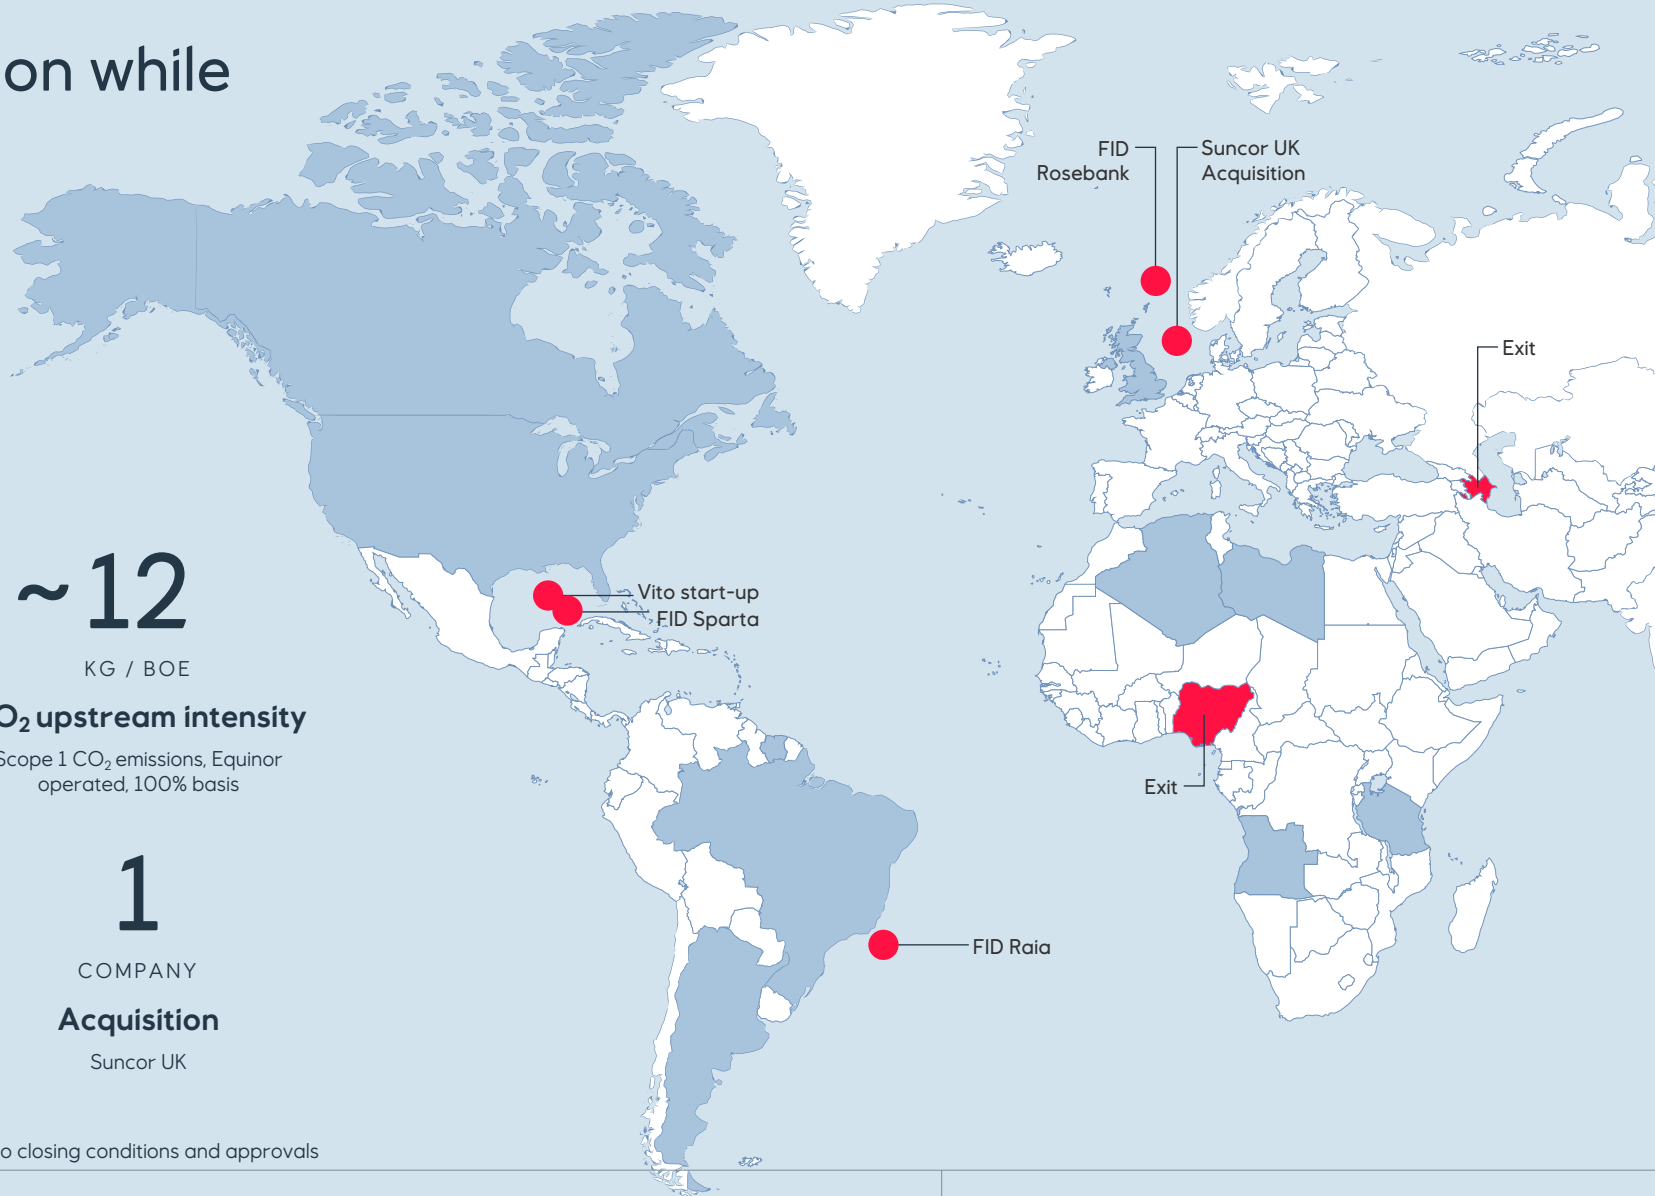 on while
FID
Rosebank
Suncor UK
Acquisition
Exit
Vito start-up
FID Sparta
Exit
FID Raia
~12
KG / BOE
O₂ upstream intensity
Scope 1 CO₂ emissions, Equinor
operated, 100% basis
1
COMPANY
Acquisition
Suncor UK
o closing conditions and approvals